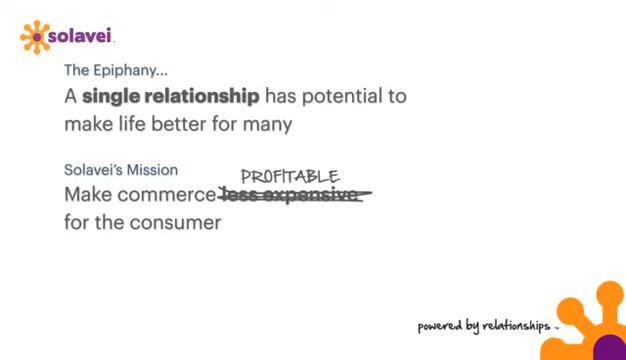 solavei
The Epiphany...
A single relationship has potential to
make life better for many
Solavei's Mission
PROFITABLE
Make commerce less expensive
for the consumer
powered by relationships ™